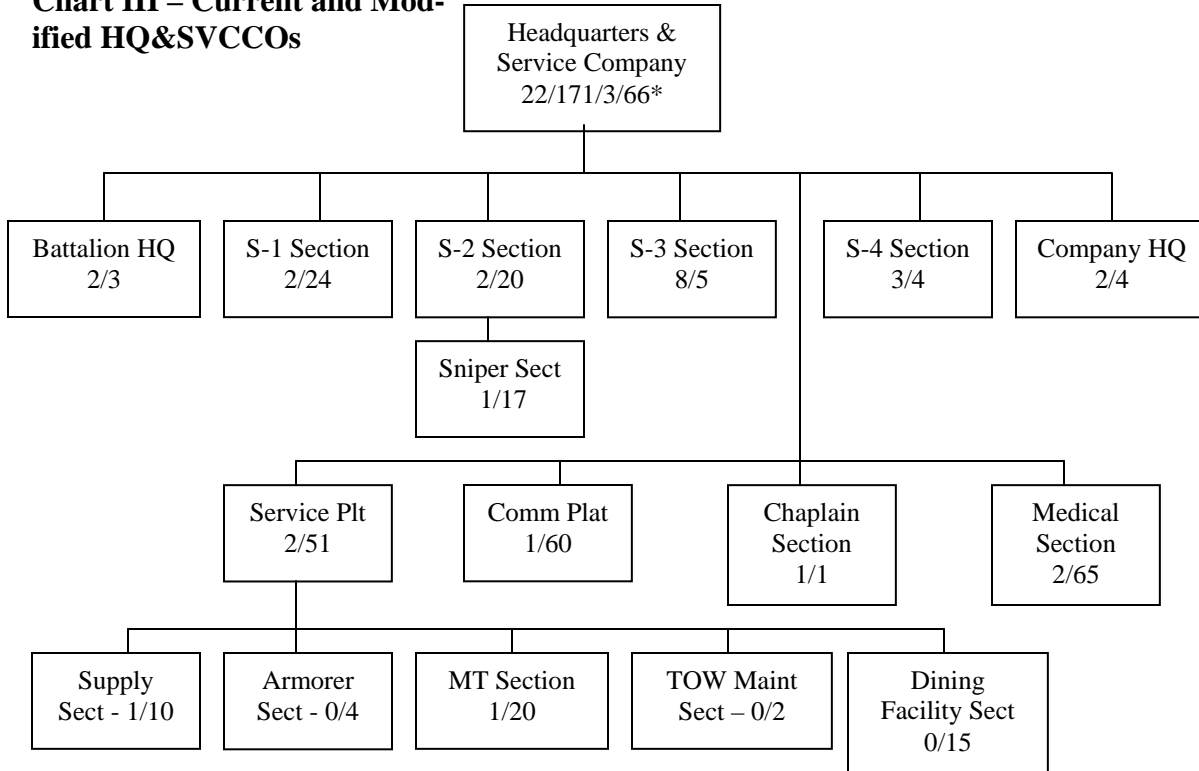 Chart III – Current and Mod-
ified HQ&SVCCOs
Headquarters &
Service Company
22/171/3/66*
Battalion HQ
2/3
S-1 Section
2/24
S-2 Section
2/20
S-3 Section
8/5
S-4 Section
3/4
Company HQ
2/4
Sniper Sect
1/17
Service Plt
2/51
Comm Plat
1/60
Chaplain
Section
1/1
Medical
Section
2/65
Supply
Sect - 1/10
Armorer
Sect - 0/4
MT Section
1/20
TOW Maint
Sect – 0/2
Dining
Facility Sect
0/15